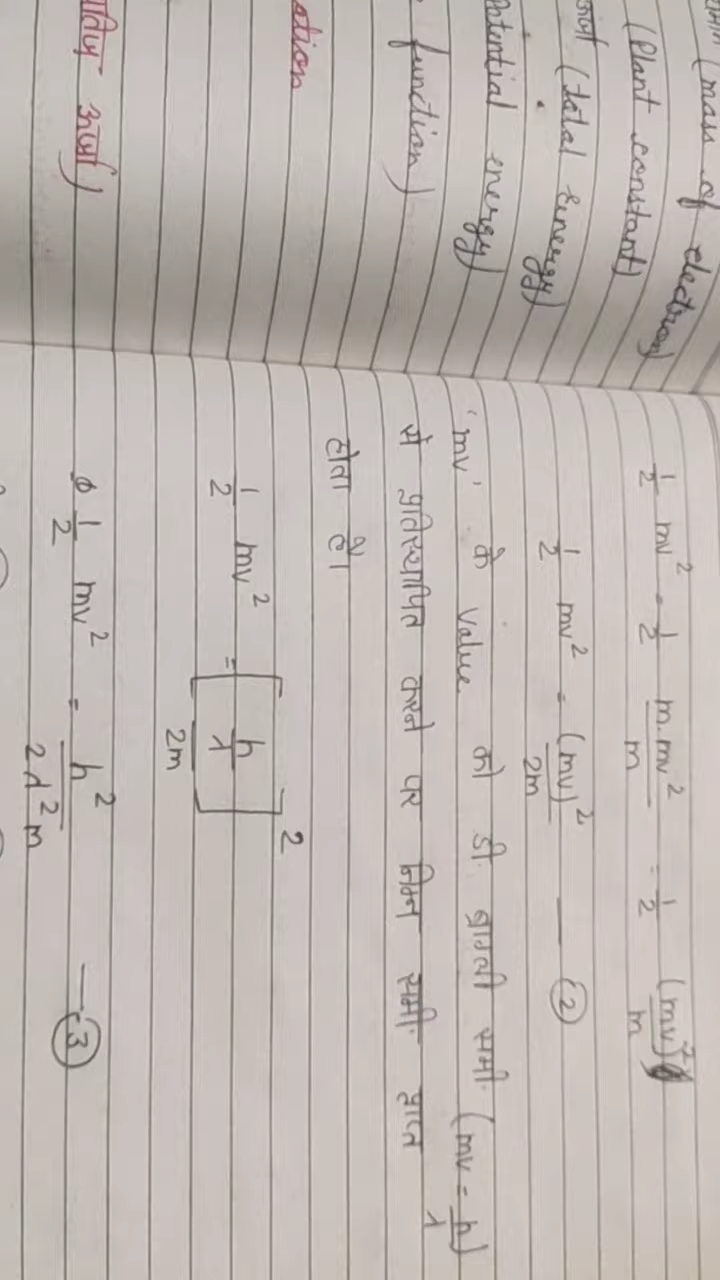 (mass of electron)
(Plant constant)
ऊर्जा (total energy)
Potential energy)
function)
ation
गतिज ऊर्जा)
1/2 mv² = 1/2 m.mv²/m = 1/2 (mv)²/m
1/2 mv² = (mv)²/2m — (2)
'mv' के value को डी ब्रागली समी. (mv = h/λ)
से प्रतिस्थापित करने पर निम्न समी. प्राप्त
होता है।
1/2 mv² = [h/λ]²/2m
1/2 mv² = h²/2λ²m — (3)